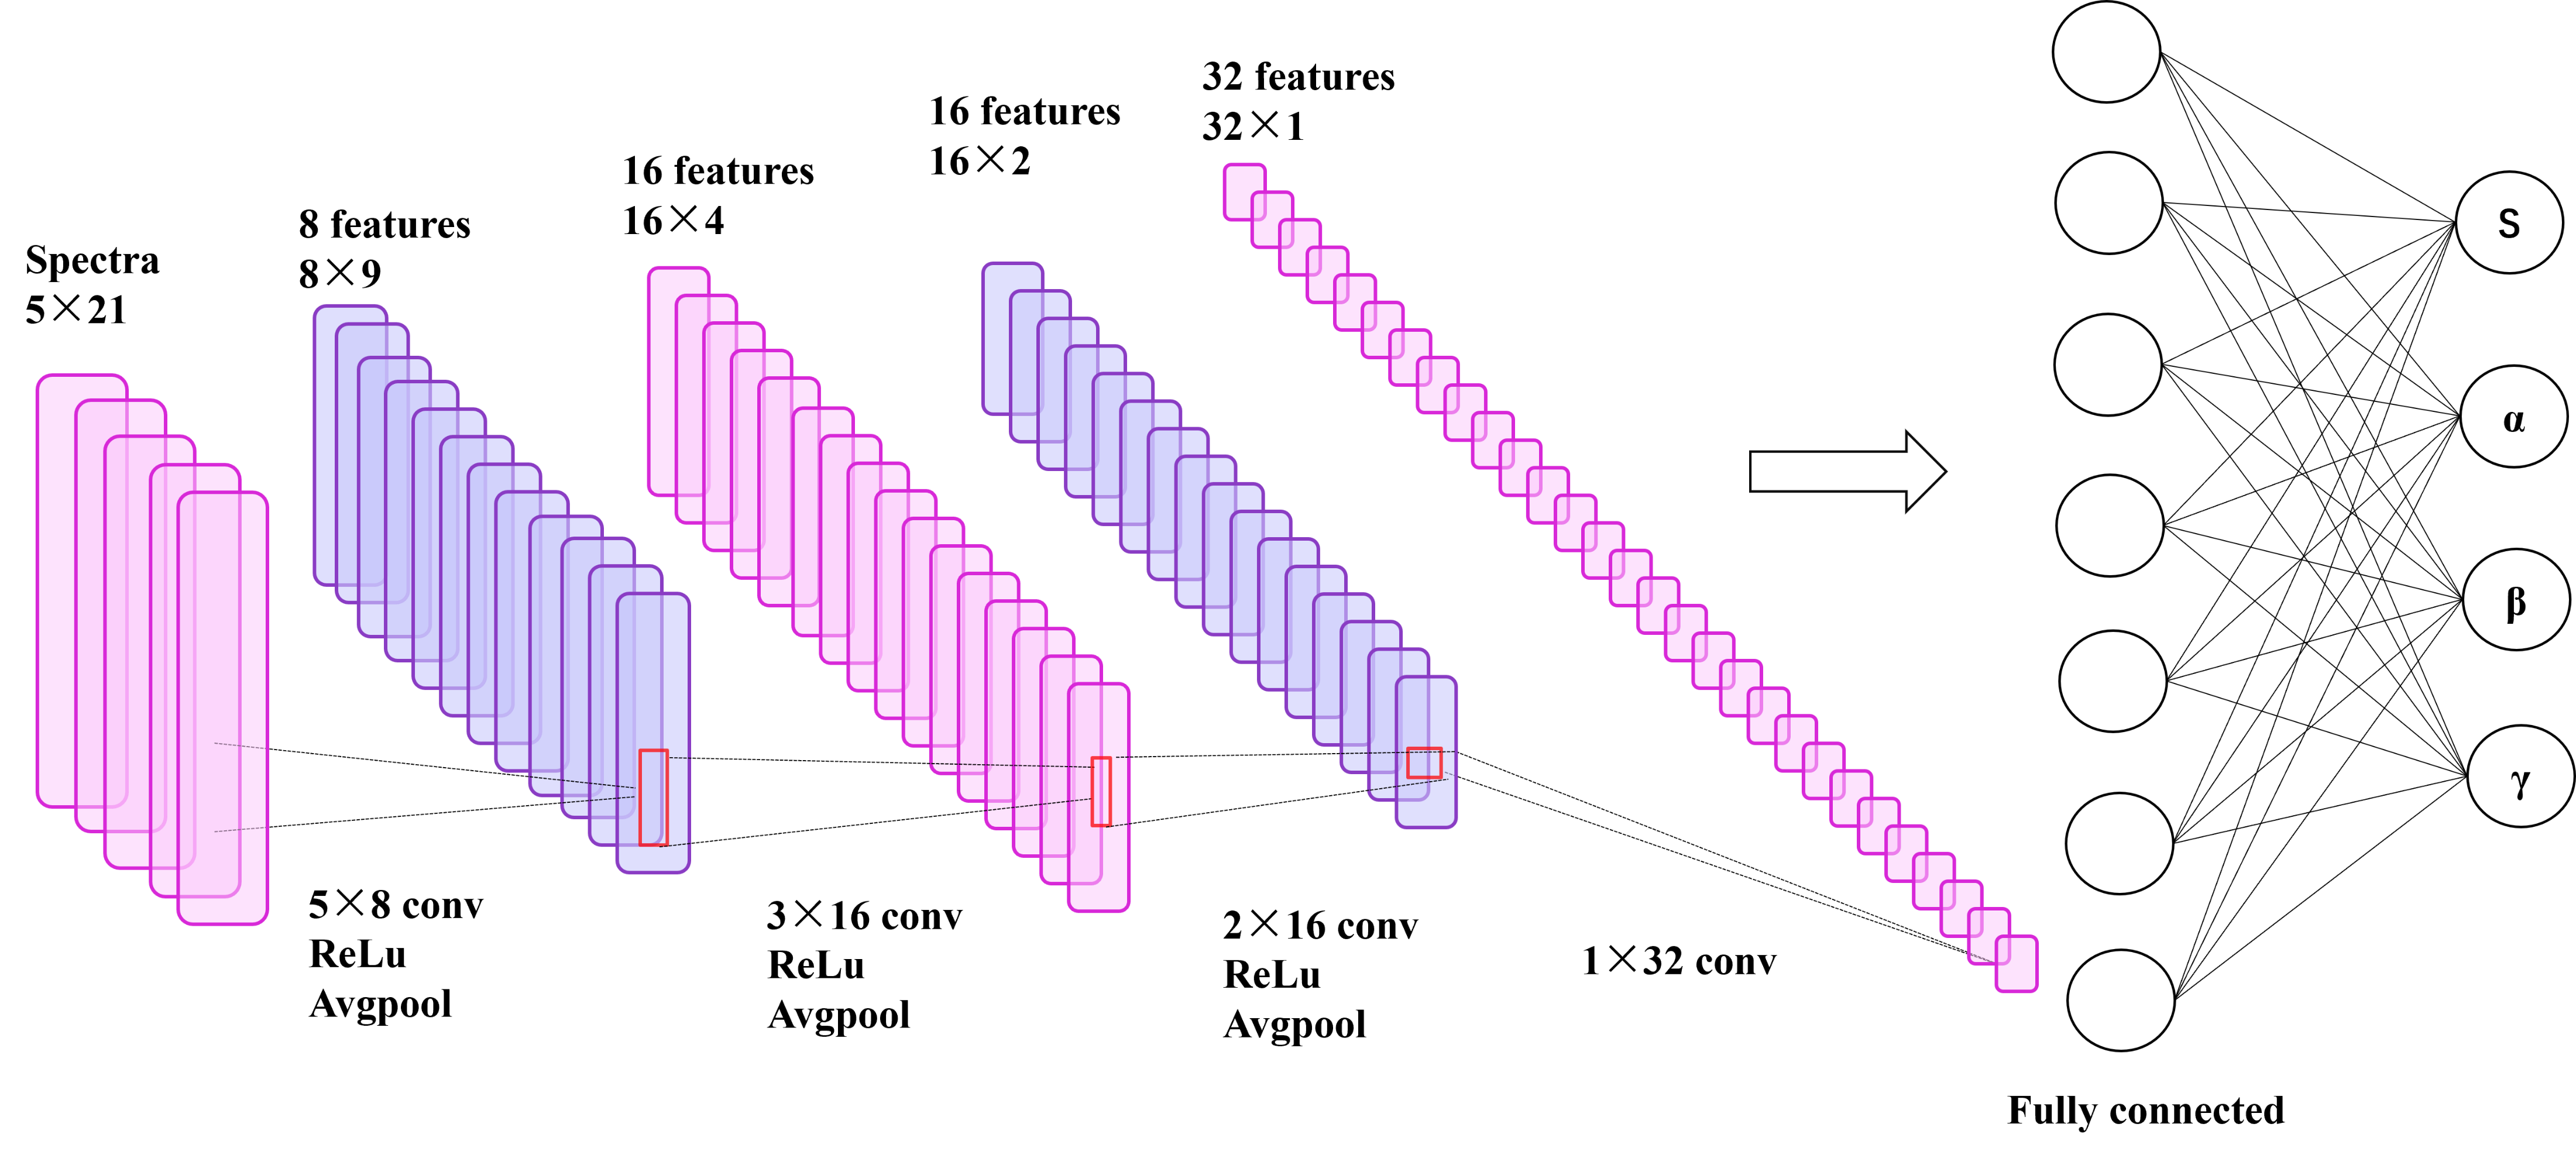 Spectra
5×21
8 features
8×9
16 features
16×4
16 features
16×2
32 features
32×1
5×8 conv
ReLu
Avgpool
3×16 conv
ReLu
Avgpool
2×16 conv
ReLu
Avgpool
1×32 conv
S
α
β
γ
Fully connected